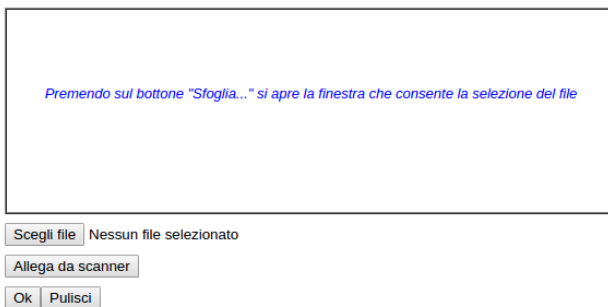 Premendo sul bottone "Sfoglia..." si apre la finestra che consente la selezione del file
Scegli file Nessun file selezionato
Allega da scanner
Ok Pulisci